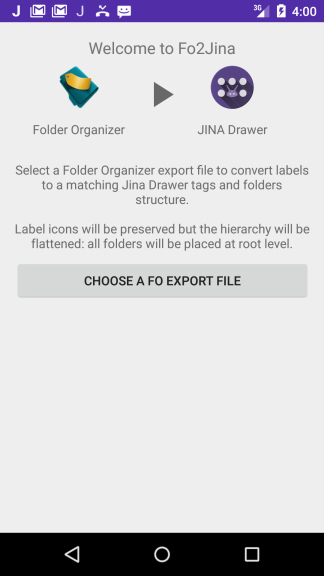 J J 3G 4:00
Welcome to Fo2Jina
Folder Organizer JINA Drawer
Select a Folder Organizer export file to convert labels
to a matching Jina Drawer tags and folders
structure.
Label icons will be preserved but the hierarchy will be
flattened: all folders will be placed at root level.
CHOOSE A FO EXPORT FILE